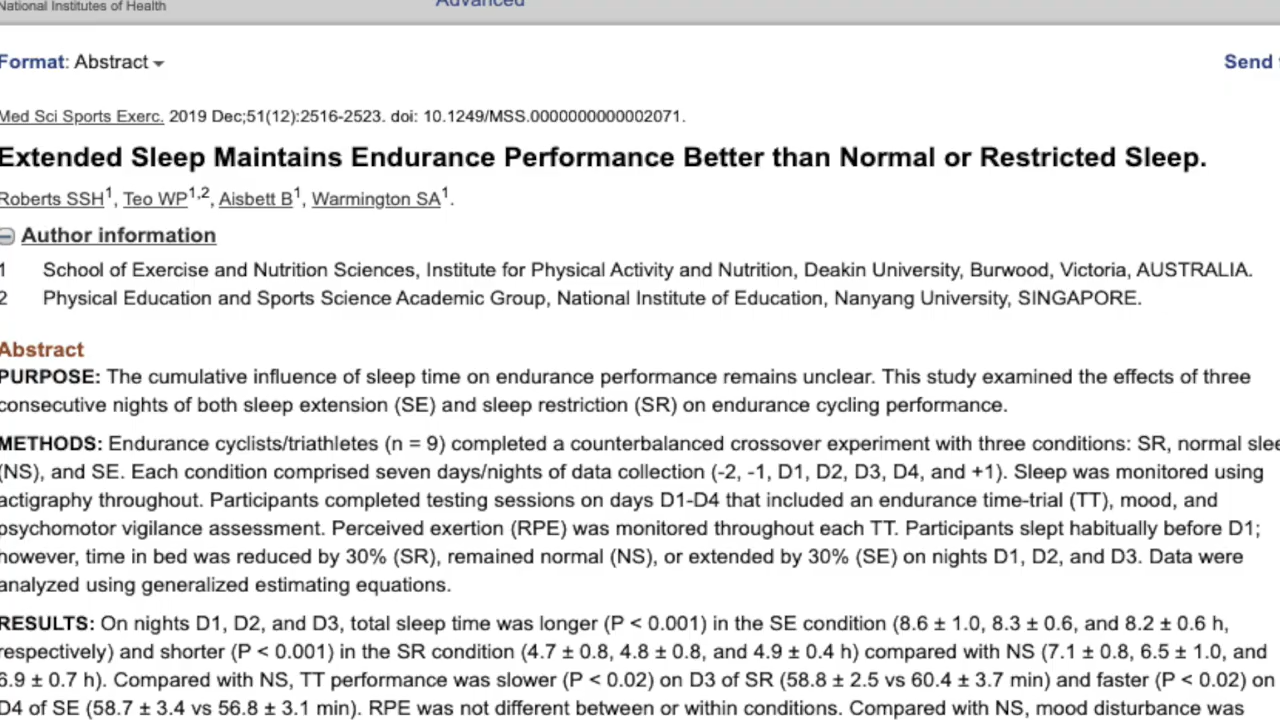 National Institutes of Health
Advanced
Format: Abstract
Send
Med Sci Sports Exerc. 2019 Dec;51(12):2516-2523. doi: 10.1249/MSS.0000000000002071.
Extended Sleep Maintains Endurance Performance Better than Normal or Restricted Sleep.
Roberts SSH1, Teo WP1,2, Aisbett B1, Warmington SA1.
Author information
1 School of Exercise and Nutrition Sciences, Institute for Physical Activity and Nutrition, Deakin University, Burwood, Victoria, AUSTRALIA.
2 Physical Education and Sports Science Academic Group, National Institute of Education, Nanyang University, SINGAPORE.
Abstract
PURPOSE: The cumulative influence of sleep time on endurance performance remains unclear. This study examined the effects of three
consecutive nights of both sleep extension (SE) and sleep restriction (SR) on endurance cycling performance.
METHODS: Endurance cyclists/triathletes (n = 9) completed a counterbalanced crossover experiment with three conditions: SR, normal slee
(NS), and SE. Each condition comprised seven days/nights of data collection (-2, -1, D1, D2, D3, D4, and +1). Sleep was monitored using
actigraphy throughout. Participants completed testing sessions on days D1-D4 that included an endurance time-trial (TT), mood, and
psychomotor vigilance assessment. Perceived exertion (RPE) was monitored throughout each TT. Participants slept habitually before D1;
however, time in bed was reduced by 30% (SR), remained normal (NS), or extended by 30% (SE) on nights D1, D2, and D3. Data were
analyzed using generalized estimating equations.
RESULTS: On nights D1, D2, and D3, total sleep time was longer (P < 0.001) in the SE condition (8.6 ± 1.0, 8.3 ± 0.6, and 8.2 ± 0.6 h,
respectively) and shorter (P < 0.001) in the SR condition (4.7 ± 0.8, 4.8 ± 0.8, and 4.9 ± 0.4 h) compared with NS (7.1 ± 0.8, 6.5 ± 1.0, and
6.9 ± 0.7 h). Compared with NS, TT performance was slower (P < 0.02) on D3 of SR (58.8 ± 2.5 vs 60.4 ± 3.7 min) and faster (P < 0.02) on
D4 of SE (58.7 ± 3.4 vs 56.8 ± 3.1 min). RPE was not different between or within conditions. Compared with NS, mood disturbance was